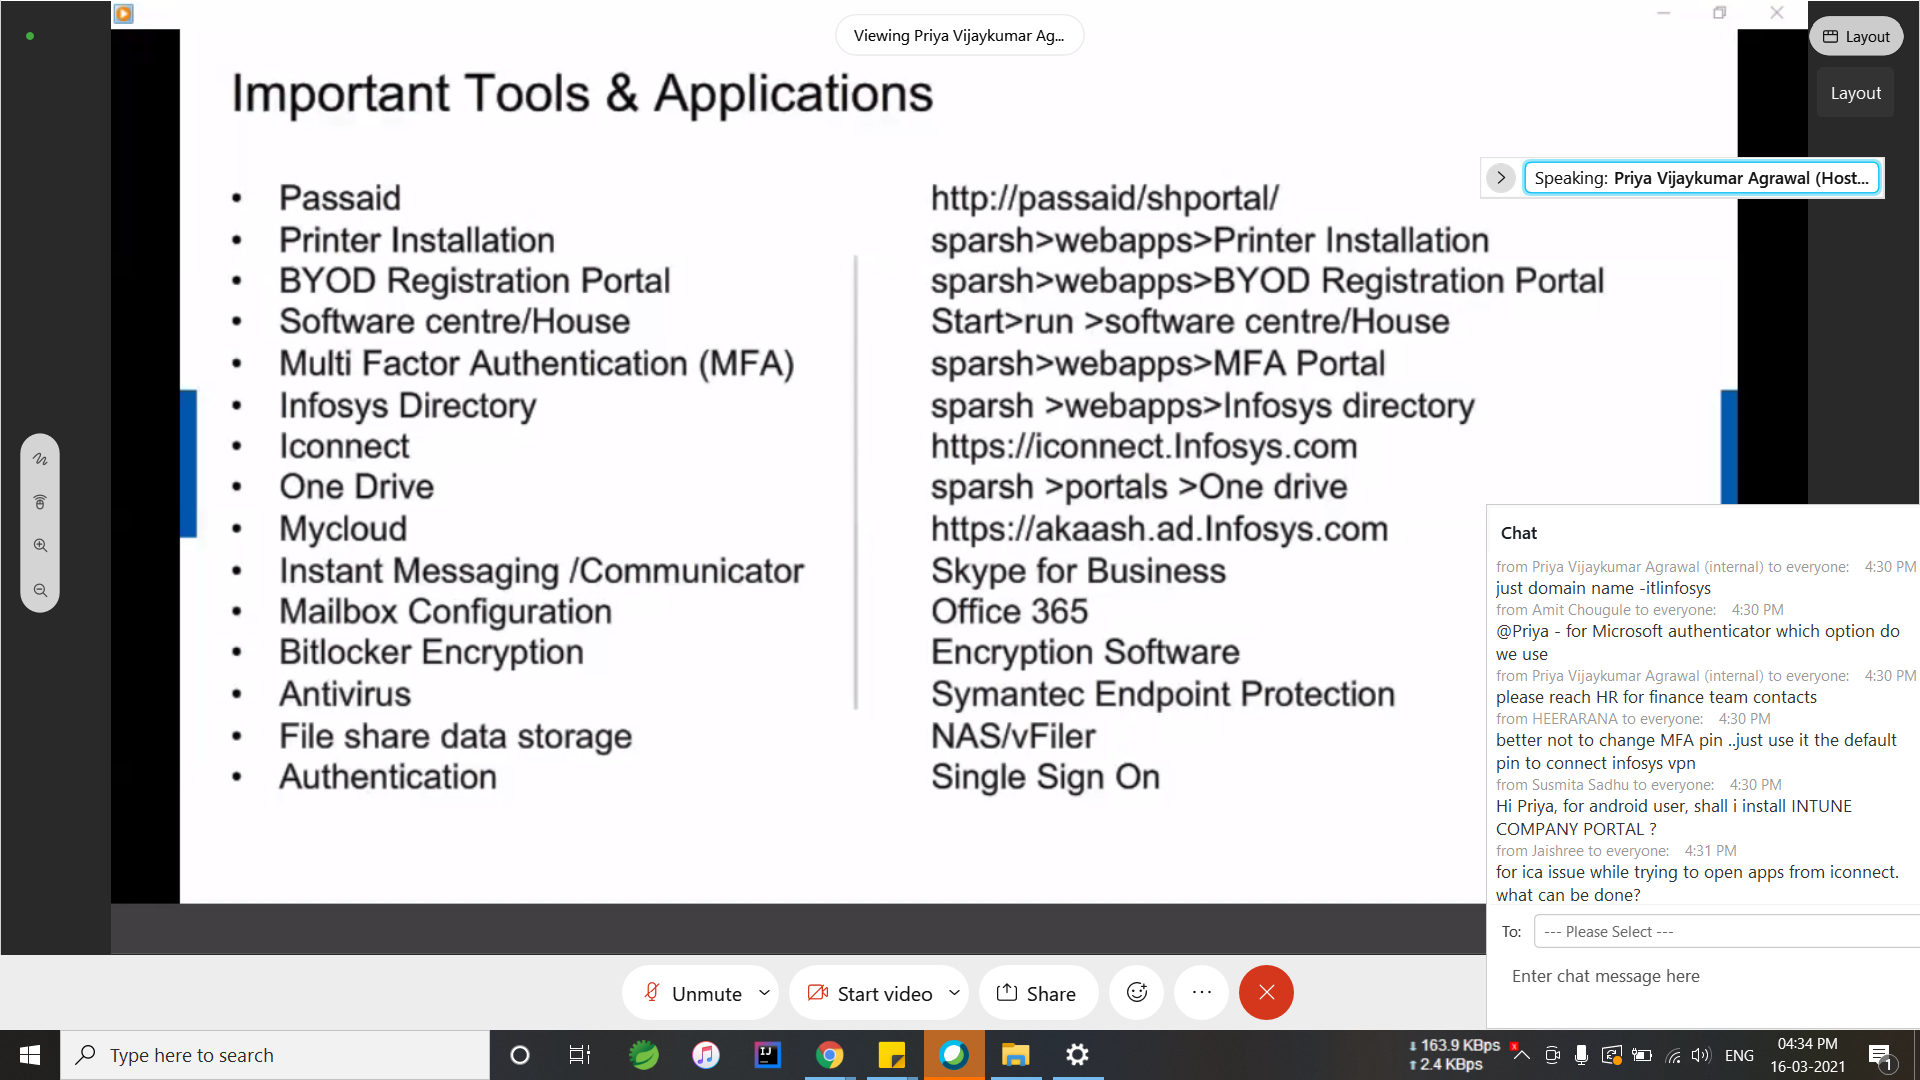 Viewing Priya Vijaykumar Ag...
Layout
Layout
Important Tools & Applications
Speaking: Priya Vijaykumar Agrawal (Host...
• Passaid http://passaid/shportal/
• Printer Installation sparsh>webapps>Printer Installation
• BYOD Registration Portal sparsh>webapps>BYOD Registration Portal
• Software centre/House Start>run >software centre/House
• Multi Factor Authentication (MFA) sparsh>webapps>MFA Portal
• Infosys Directory sparsh >webapps>Infosys directory
• Iconnect https://iconnect.Infosys.com
• One Drive sparsh >portals >One drive
• Mycloud https://akaash.ad.Infosys.com
• Instant Messaging /Communicator Skype for Business
• Mailbox Configuration Office 365
• Bitlocker Encryption Encryption Software
• Antivirus Symantec Endpoint Protection
• File share data storage NAS/vFiler
• Authentication Single Sign On
Chat
from Priya Vijaykumar Agrawal (internal) to everyone: 4:30 PM
just domain name -itlinfosys
from Amit Chougule to everyone: 4:30 PM
@Priya - for Microsoft authenticator which option do
we use
from Priya Vijaykumar Agrawal (internal) to everyone: 4:30 PM
please reach HR for finance team contacts
from HEERARANA to everyone: 4:30 PM
better not to change MFA pin ..just use it the default
pin to connect infosys vpn
from Susmita Sadhu to everyone: 4:30 PM
Hi Priya, for android user, shall i install INTUNE
COMPANY PORTAL ?
from Jaishree to everyone: 4:31 PM
for ica issue while trying to open apps from iconnect.
what can be done?
To: --- Please Select ---
Enter chat message here
Unmute
Start video
Share
Type here to search
IJ
163.9 KBps
2.4 KBps
ENG
04:34 PM
16-03-2021
1